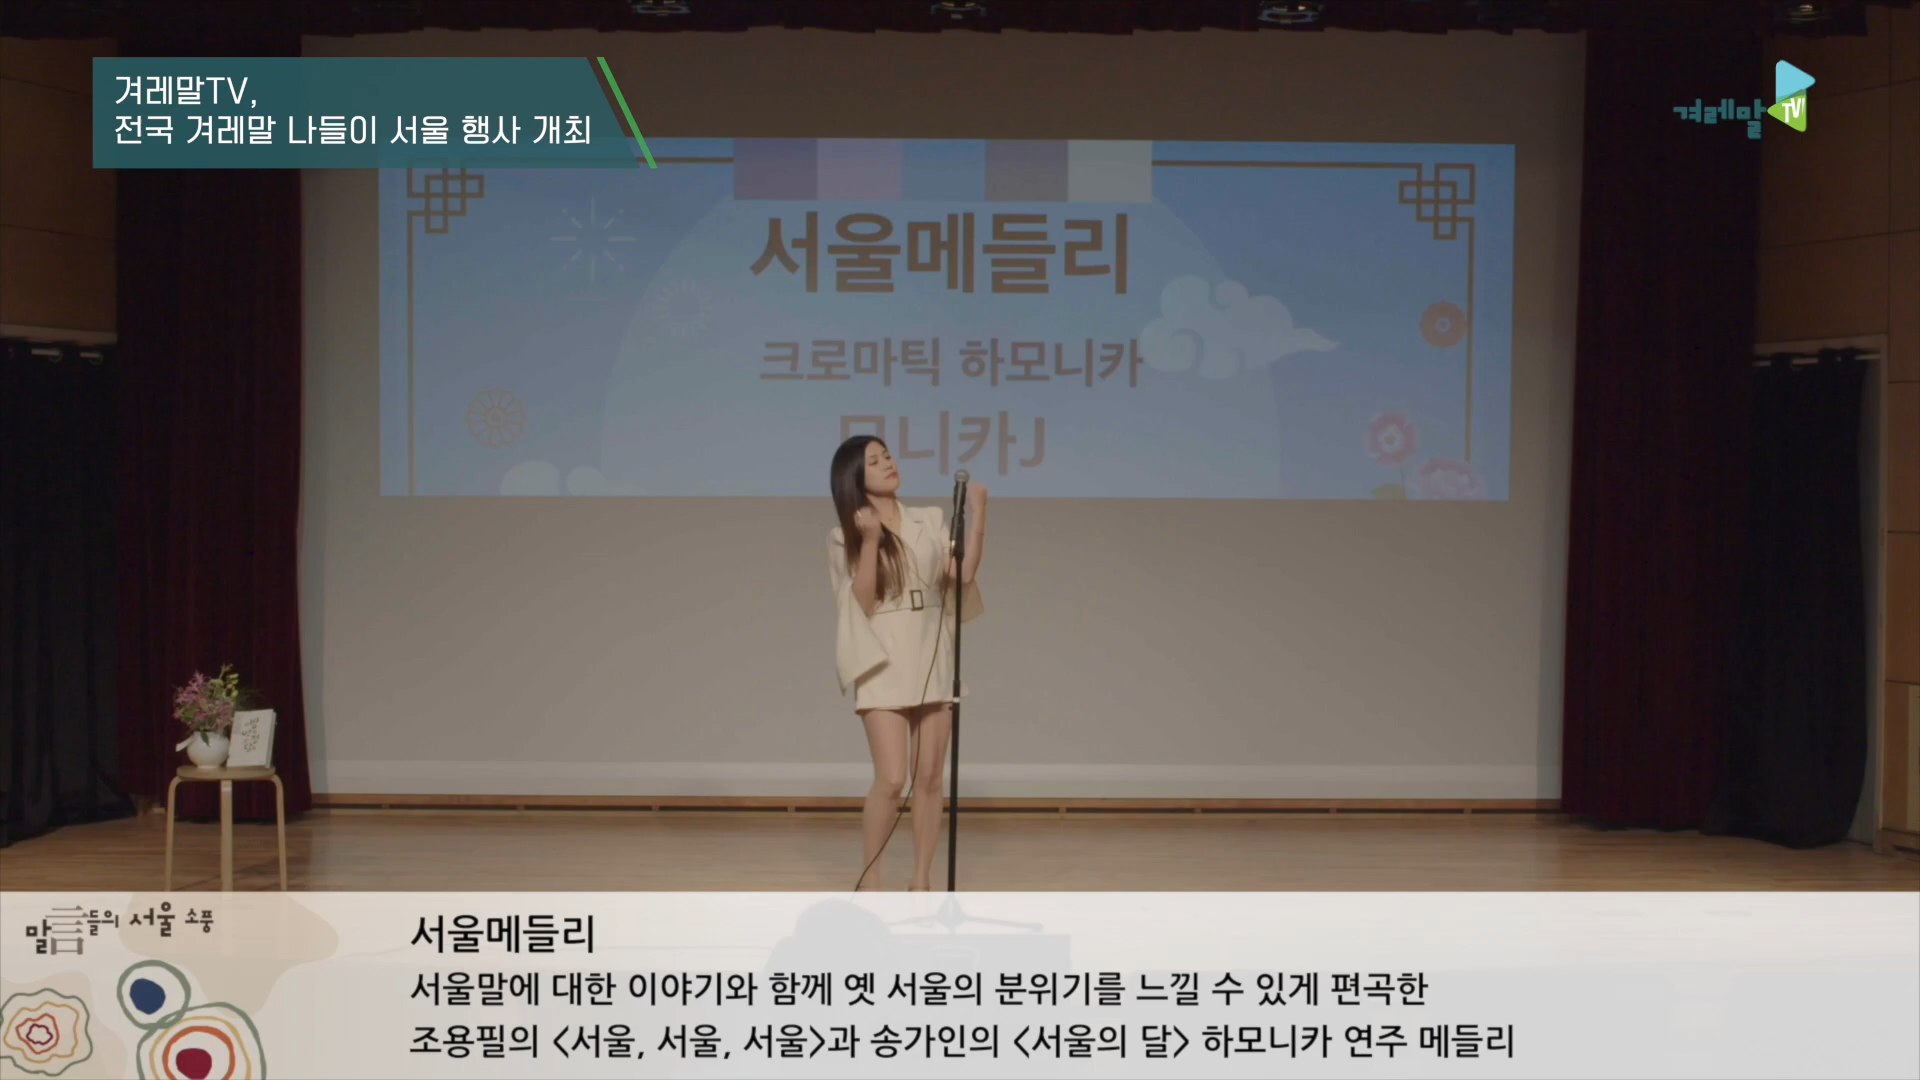 겨레말TV,
전국 겨레말 나들이 서울 행사 개최
겨레말 TV
서울메들리
크로마틱 하모니카
모니카J
말言들의 서울 소풍
서울메들리
서울말에 대한 이야기와 함께 옛 서울의 분위기를 느낄 수 있게 편곡한
조용필의 <서울, 서울, 서울>과 송가인의 <서울의 달> 하모니카 연주 메들리